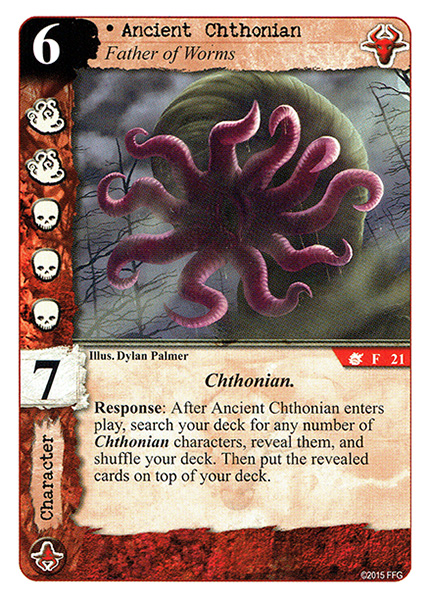 6
• Ancient Chthonian
Father of Worms
Illus. Dylan Palmer
F 21
7
Chthonian.
Response: After Ancient Chthonian enters
play, search your deck for any number of
Chthonian characters, reveal them, and
shuffle your deck. Then put the revealed
cards on top of your deck.
Character
©2015 FFG